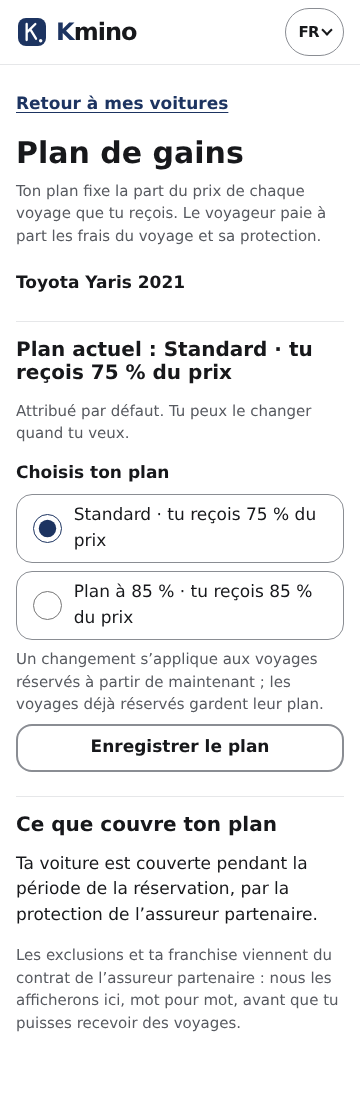 Kmino
FR
Retour à mes voitures
Plan de gains
Ton plan fixe la part du prix de chaque
voyage que tu reçois. Le voyageur paie à
part les frais du voyage et sa protection.
Toyota Yaris 2021
Plan actuel : Standard · tu
reçois 75 % du prix
Attribué par défaut. Tu peux le changer
quand tu veux.
Choisis ton plan
Standard · tu reçois 75 % du
prix
Plan à 85 % · tu reçois 85 %
du prix
Un changement s’applique aux voyages
réservés à partir de maintenant ; les
voyages déjà réservés gardent leur plan.
Enregistrer le plan
Ce que couvre ton plan
Ta voiture est couverte pendant la
période de la réservation, par la
protection de l’assureur partenaire.
Les exclusions et ta franchise viennent du
contrat de l’assureur partenaire : nous les
afficherons ici, mot pour mot, avant que tu
puisses recevoir des voyages.